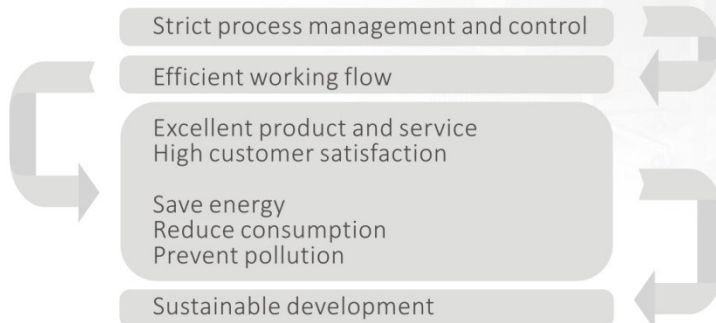 Strict process management and control
Efficient working flow
Excellent product and service
High customer satisfaction
Save energy
Reduce consumption
Prevent pollution
Sustainable development